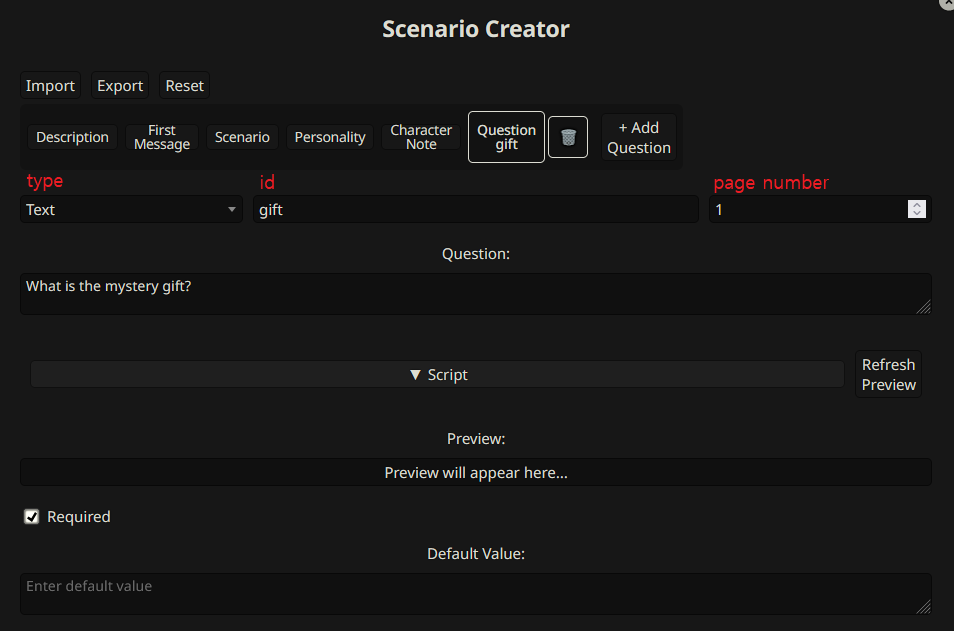 Scenario Creator
Import Export Reset
Description
First
Message
Scenario
Personality
Character
Note
Question
gift
+ Add
Question
type id page number
Text gift 1
Question:
What is the mystery gift?
▼ Script
Refresh
Preview
Preview:
Preview will appear here...
Required
Default Value:
Enter default value